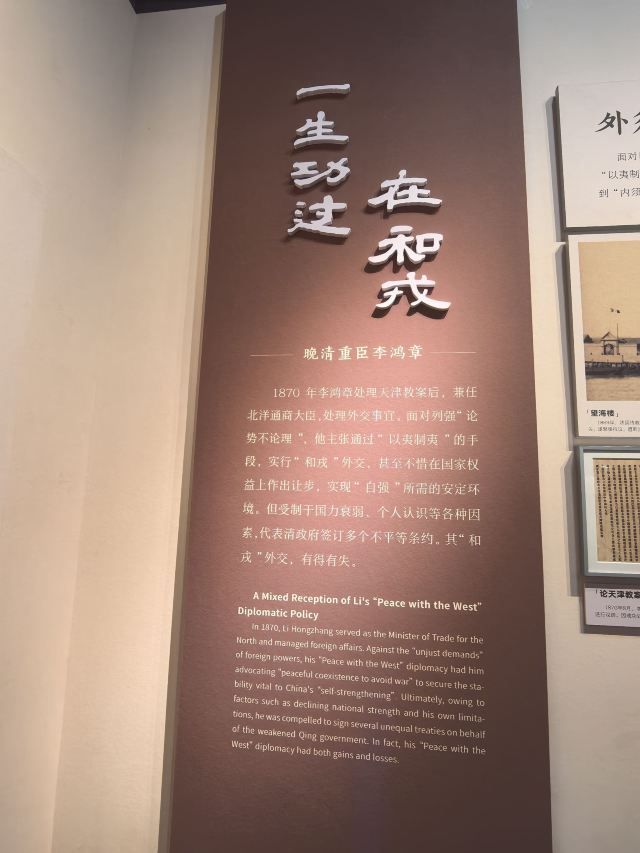 一生功过
在和戎
晚清重臣李鸿章
1870 年李鸿章处理天津教案后，兼任
北洋通商大臣，处理外交事宜。面对列强“论
势不论理”，他主张通过“以夷制夷”的手
段，实行“和戎”外交，甚至不惜在国家权
益上作出让步，实现“自强”所需的安定环
境。但受制于国力衰弱、个人认识等各种因
素，代表清政府签订多个不平等条约。其“和
戎”外交，有得有失。
A Mixed Reception of Li's "Peace with the West"
Diplomatic Policy
In 1870, Li Hongzhang served as the Minister of Trade for the
North and managed foreign affairs. Against the "unjust demands"
of foreign powers, his "Peace with the West" diplomacy had him
advocating "peaceful coexistence to avoid war" to secure the sta-
bility vital to China's "self-strengthening". Ultimately, owing to
factors such as declining national strength and his own limita-
tions, he was compelled to sign several unequal treaties on behalf
of the weakened Qing government. In fact, his "Peace with the
West" diplomacy had both gains and losses.
外须
面对
“以夷制
到“内须
「望海楼」
「论天津教案